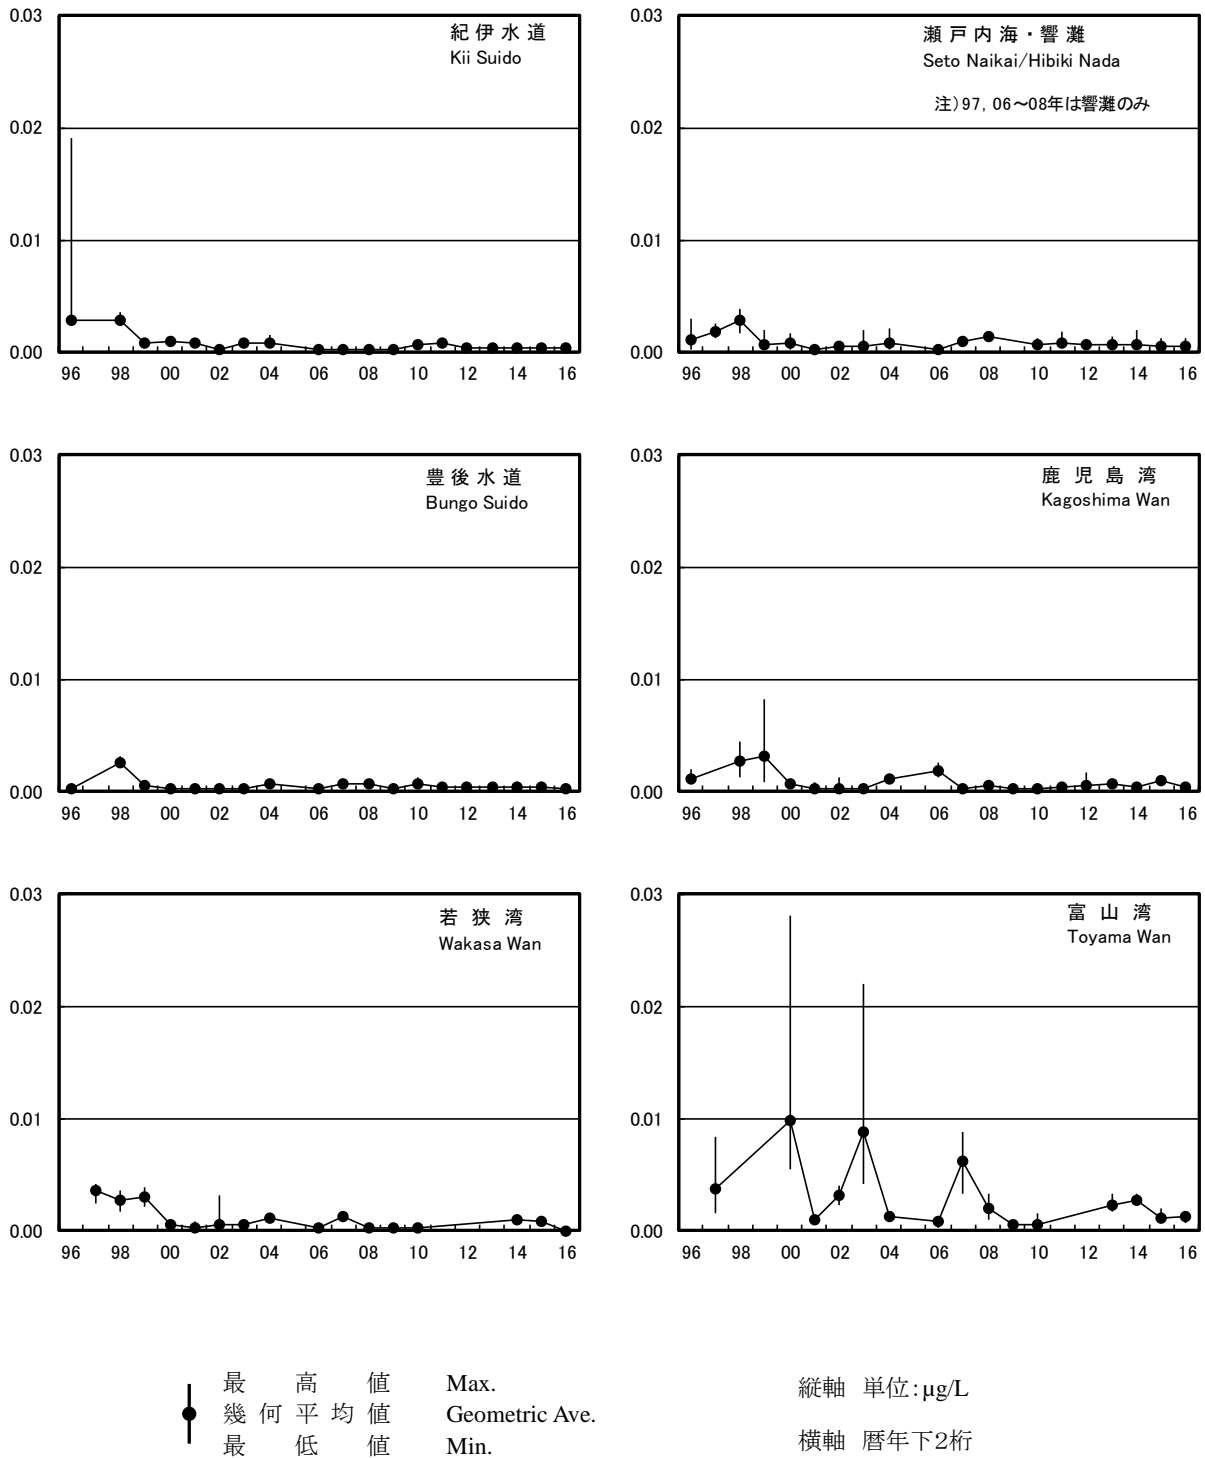 0.03
0.02
0.01
0.00
96 98 00 02 04 06 08 10 12 14 16
紀伊水道
Kii Suido
0.03
0.02
0.01
0.00
96 98 00 02 04 06 08 10 12 14 16
瀬戸内海・響灘
Seto Naikai/Hibiki Nada
注)97, 06～08年は響灘のみ
0.03
0.02
0.01
0.00
96 98 00 02 04 06 08 10 12 14 16
豊後水道
Bungo Suido
0.03
0.02
0.01
0.00
96 98 00 02 04 06 08 10 12 14 16
鹿児島湾
Kagoshima Wan
0.03
0.02
0.01
0.00
96 98 00 02 04 06 08 10 12 14 16
若狭湾
Wakasa Wan
0.03
0.02
0.01
0.00
96 98 00 02 04 06 08 10 12 14 16
富山湾
Toyama Wan
最高値 Max.
幾何平均値 Geometric Ave.
最低値 Min.
縦軸 単位:µg/L
横軸 暦年下2桁